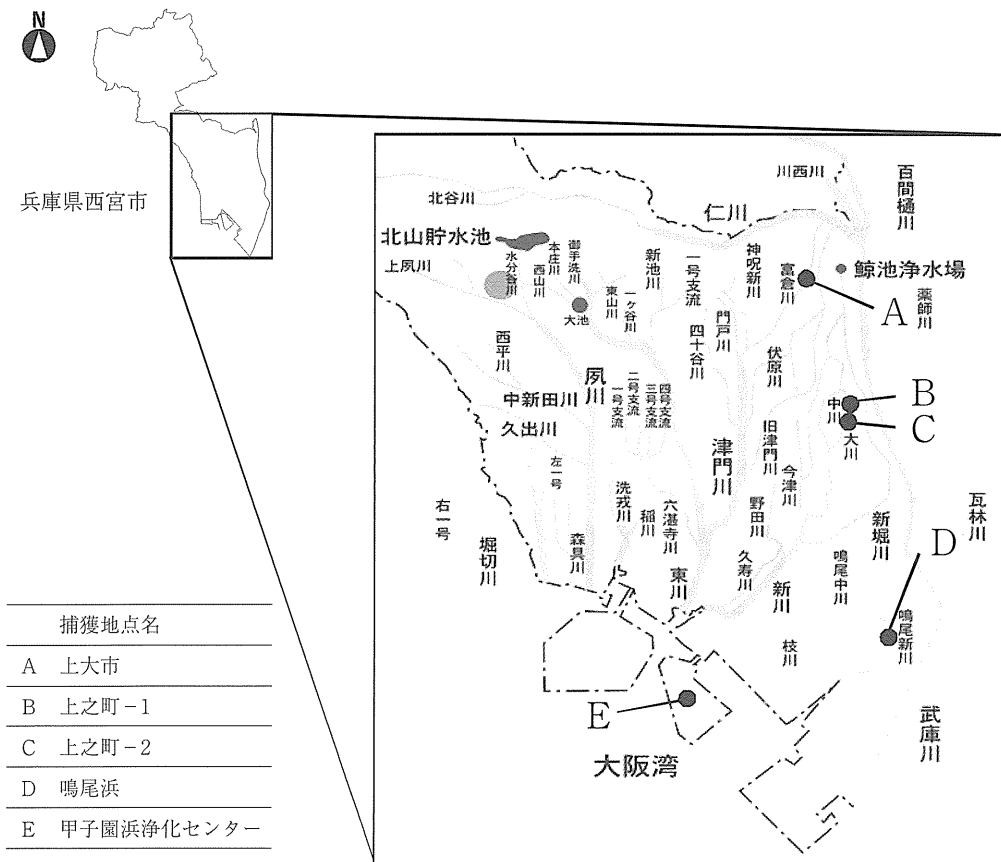 N
兵庫県西宮市
川西川
百間樋川
北谷川
仁川
北山貯水池
上夙川
水分谷川
西山川
本庄川
御手洗川
大池
東山川
一ヶ谷川
新池川
一号支流
神呪新川
富倉川
鯨池浄水場
薬師川
A
門戸川
四十谷川
西平川
夙川
一号支流
二号支流
三号支流
四号支流
伏原川
中川
B
C
大川
中新田川
久出川
左一号
津門川
旧津門川
今津川
右一号
堀切川
洗戎川
稲川
六湛寺川
野田川
新堀川
瓦林川
D
森具川
東川
久寿川
新川
鳴尾中川
枝川
鳴尾新川
武庫川
E
大阪湾
捕獲地点名
A 上大市
B 上之町-1
C 上之町-2
D 鳴尾浜
E 甲子園浜浄化センター